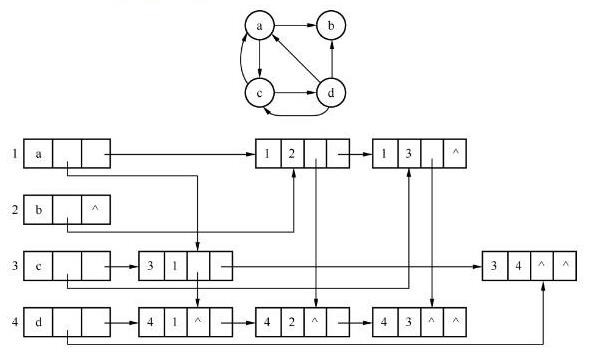 a b
c d
1 a 1 2 1 3 ^
2 b ^
3 c 3 1 3 4 ^ ^
4 d 4 1 ^ 4 2 ^ 4 3 ^ ^